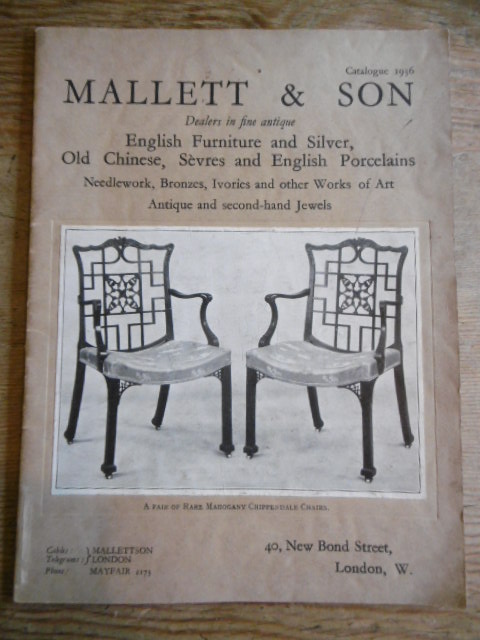 Catalogue 1936
MALLETT & SON
Dealers in fine antique
English Furniture and Silver,
Old Chinese, Sèvres and English Porcelains
Needlework, Bronzes, Ivories and other Works of Art
Antique and second-hand Jewels
A PAIR OF RARE MAHOGANY CHIPPENDALE CHAIRS.
Cables: } MALLETTSON
Telegrams: } LONDON
Phone: MAYFAIR 2175
40, New Bond Street,
London, W.